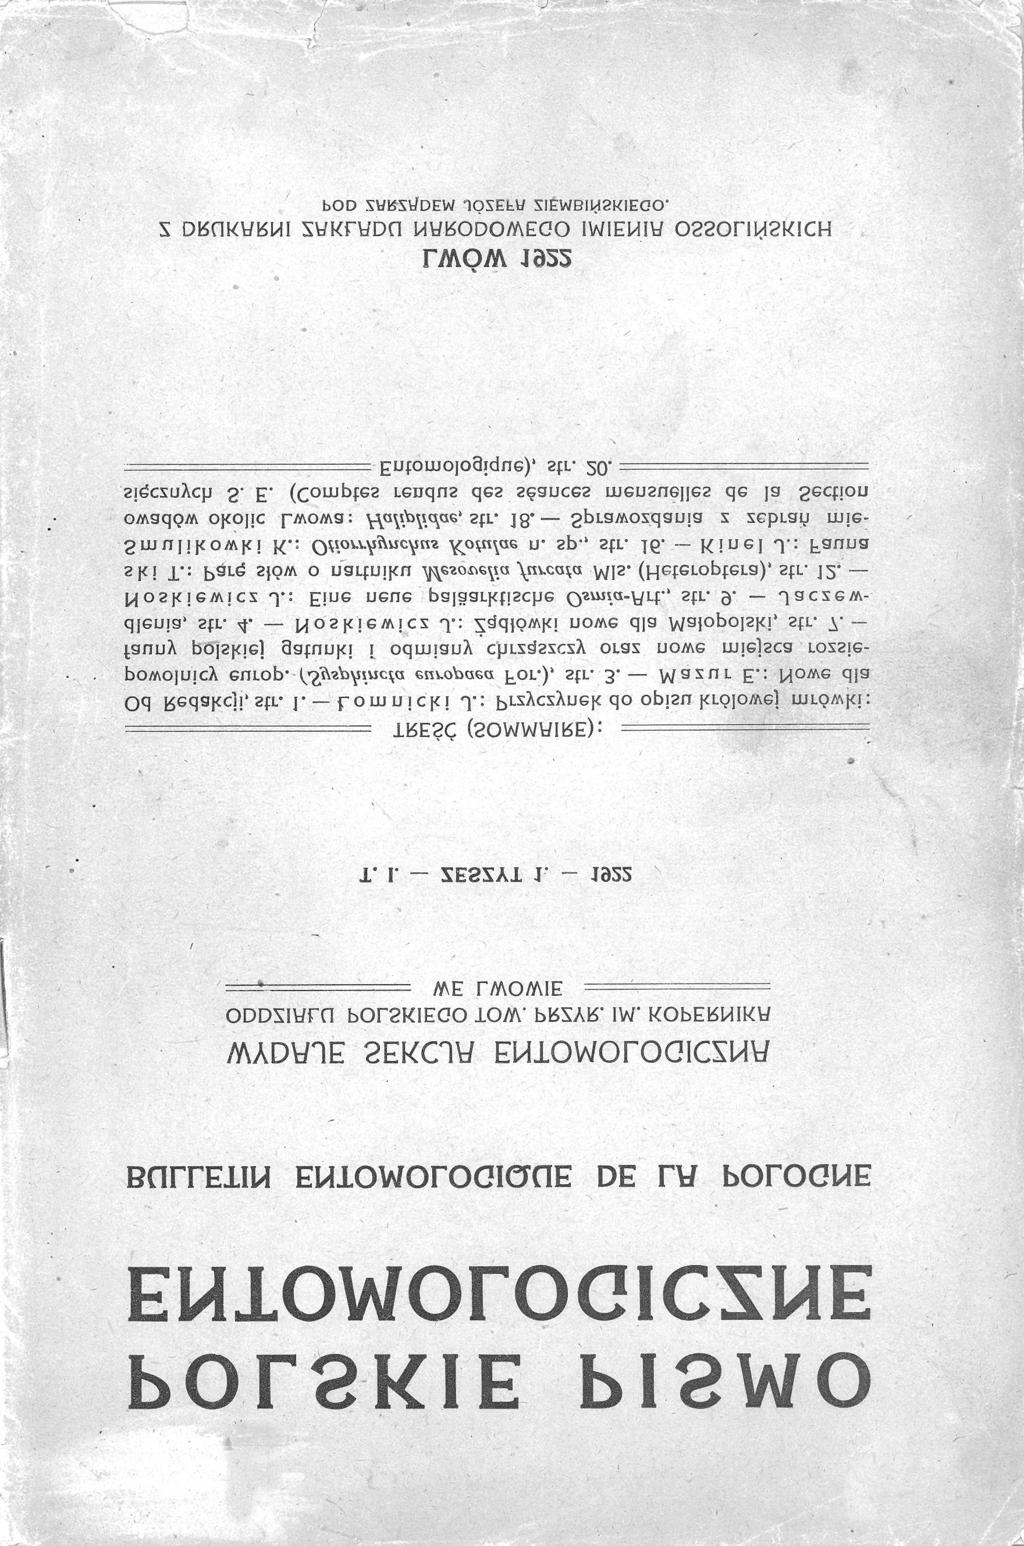 POLSKIE PISMO
ENTOMOLOGICZNE
BULLETIN ENTOMOLOGIQUE DE LA POLOGNE
WYDAJE SEKCJA ENTOMOLOGICZNA
ODDZIAŁU POLSKIEGO TOW. PRZYR. IM. KOPERNIKA
WE LWOWIE
T. I. — ZESZYT 1. — 1922
TREŚĆ (SOMMAIRE):
Od Redakcji, str. 1. — Łomnicki J.: Przyczynek do opisu królowej mrówki:
powolnicy europ. (Sysphincta europaea For.), str. 3. — Mazur E.: Nowe dla
fauny polskiej gatunki i odmiany chrząszczy oraz nowe miejsca rozsie-
dlenia, str. 4. — Noskiewicz J.: Żądłówki nowe dla Małopolski, str. 7. —
Noskiewicz J.: Eine neue paläarktische Osmia-Art., str. 9. — Jaczew-
ski T.: Parę słów o nartniku Mesovelia furcata Mls. (Heteroptera), str. 12. —
Smulikowki K.: Otiorrhynchus Kotulae n. sp., str. 16. — Kinel J.: Fauna
owadów okolic Lwowa: Haliplidae, str. 18. — Sprawozdania z zebrań mie-
sięcznych S. E. (Comptes rendus des séances mensuelles de la Section
Entomologique), str. 20.
LWÓW 1922
Z DRUKARNI ZAKŁADU NARODOWEGO IMIENIA OSSOLIŃSKICH
POD ZARZĄDEM JÓZEFA ZIEMBIŃSKIEGO.